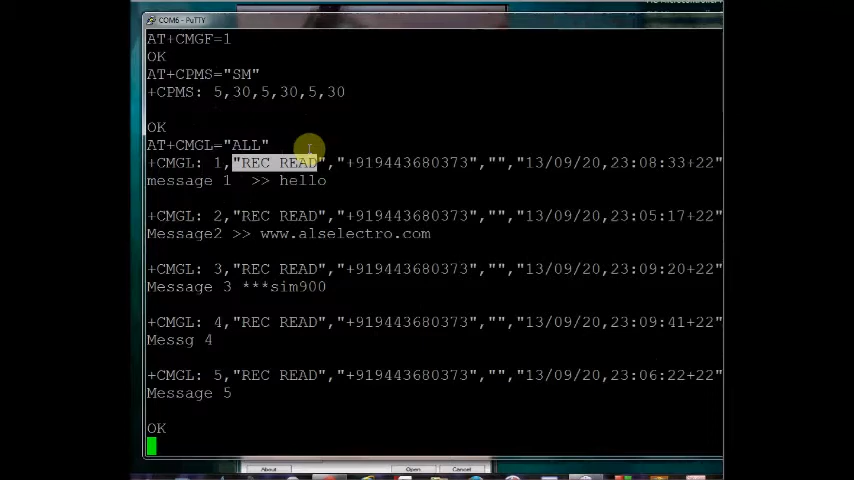 COM6 - PuTTY
AT+CMGF=1
OK
AT+CPMS="SM"
+CPMS: 5,30,5,30,5,30
OK
AT+CMGL="ALL"
+CMGL: 1,"REC READ","+919443680373","","13/09/20,23:08:33+22"
message 1  >> hello
+CMGL: 2,"REC READ","+919443680373","","13/09/20,23:05:17+22"
Message2 >> www.alselectro.com
+CMGL: 3,"REC READ","+919443680373","","13/09/20,23:09:20+22"
Message 3 ***sim900
+CMGL: 4,"REC READ","+919443680373","","13/09/20,23:09:41+22"
Messg 4
+CMGL: 5,"REC READ","+919443680373","","13/09/20,23:06:22+22"
Message 5
OK
About Open Cancel